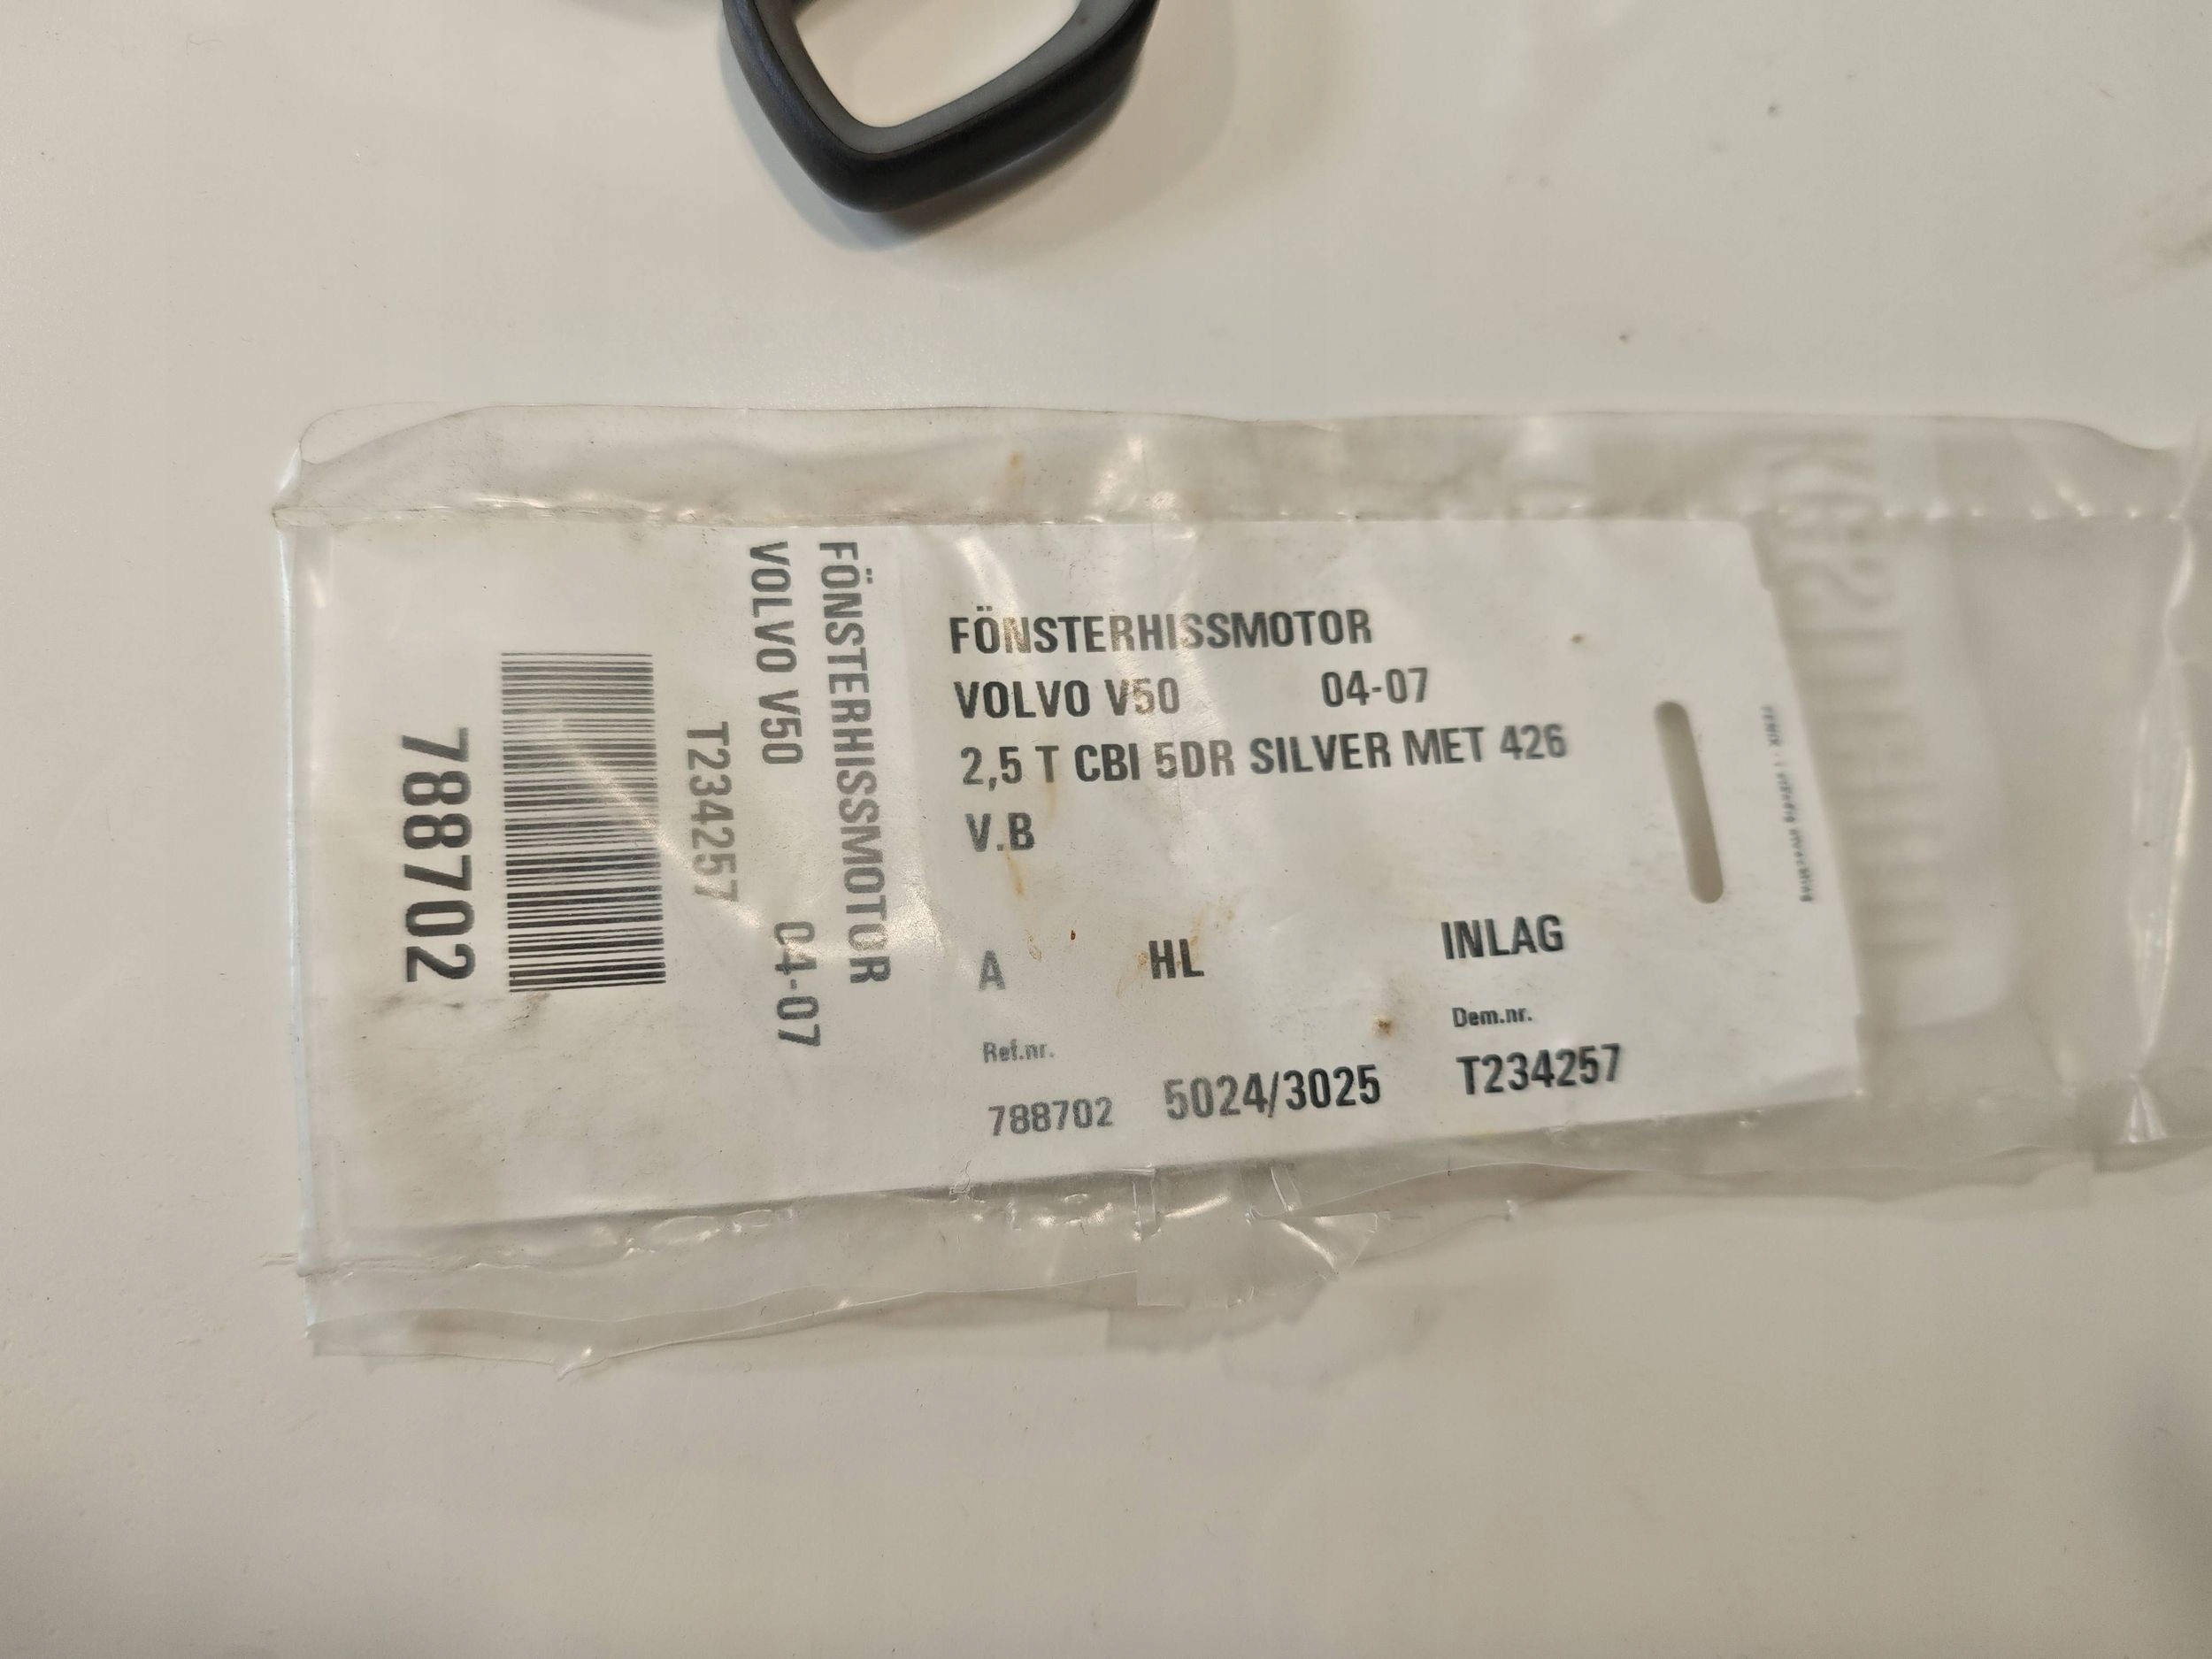 FÖNSTERHISSMOTOR
VOLVO V50 04-07
2,5 T CBI 5DR SILVER MET 426
V.B
A HL INLAG
Ref.nr. Dem.nr.
788702 5024/3025 T234257
FÖNSTERHISSMOTOR
VOLVO V50 04-07
T234257
788702